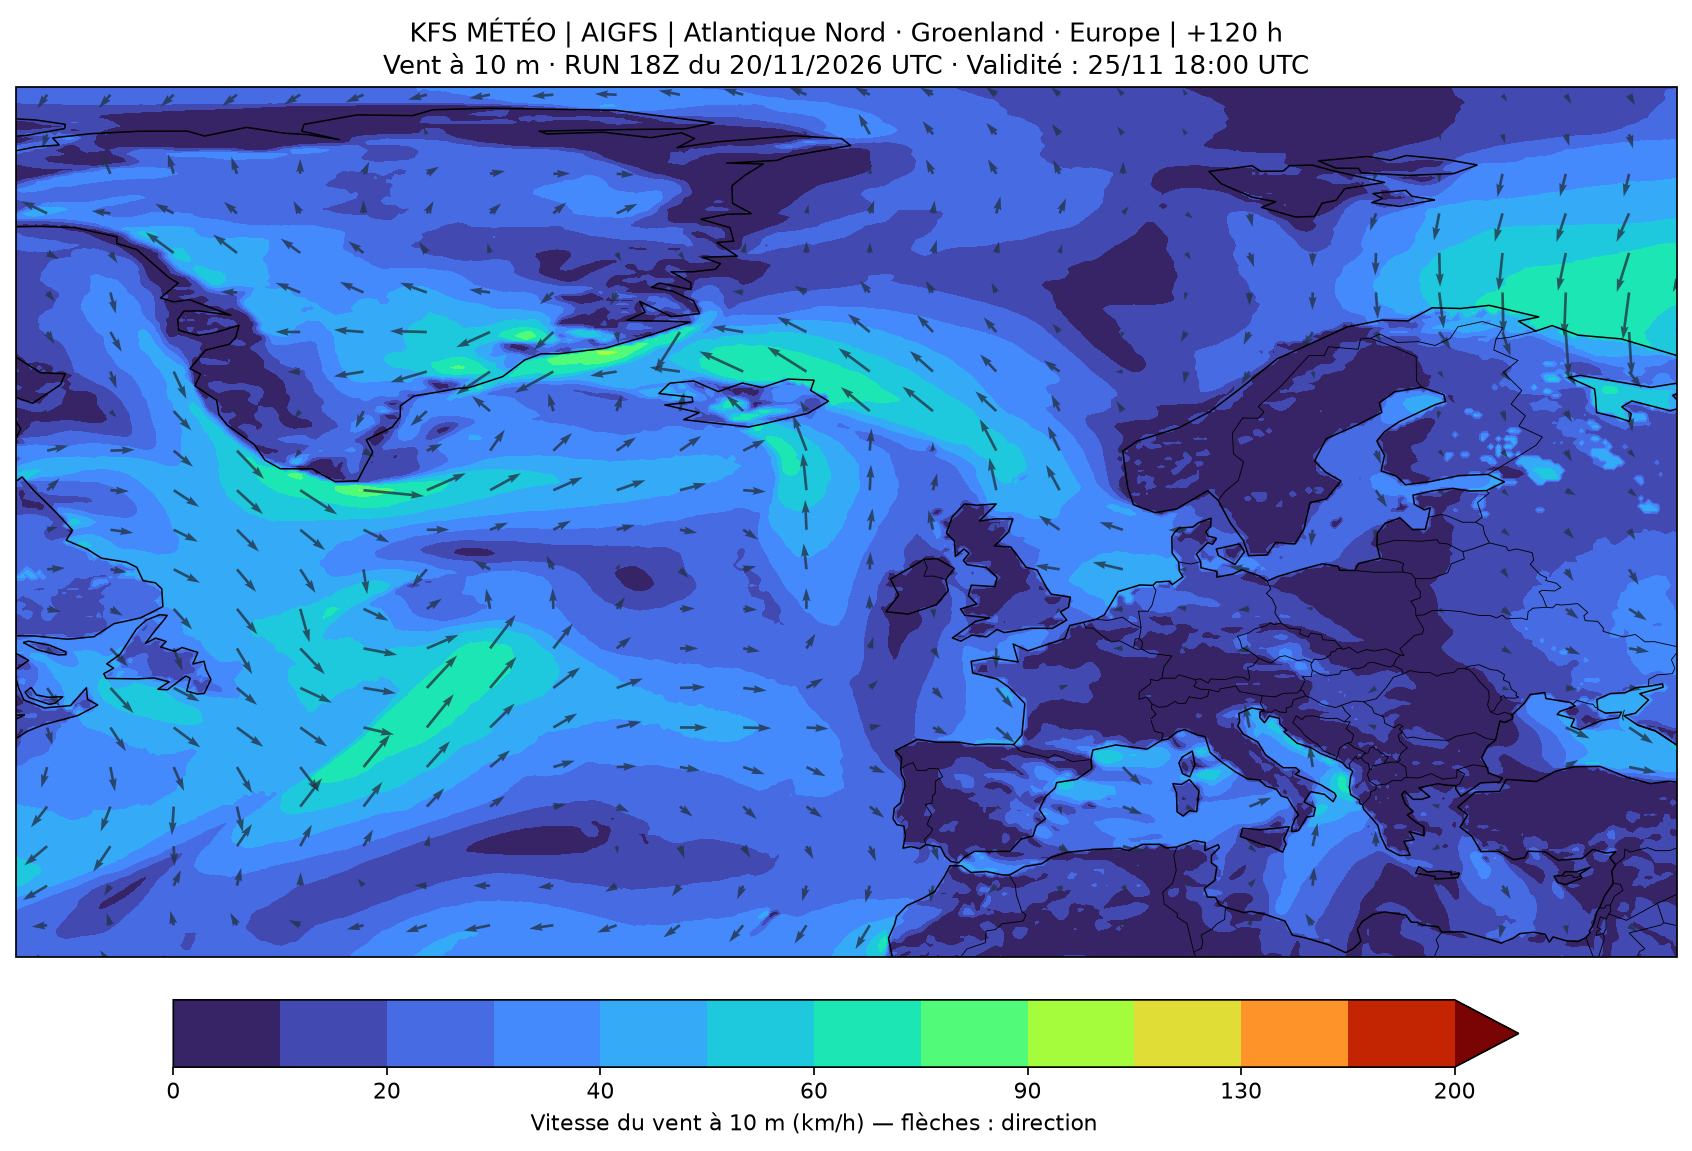 KFS MÉTÉO | AIGFS | Atlantique Nord · Groenland · Europe | +120 h
Vent à 10 m · RUN 18Z du 20/11/2026 UTC · Validité : 25/11 18:00 UTC
0 20 40 60 90 130 200
Vitesse du vent à 10 m (km/h) — flèches : direction